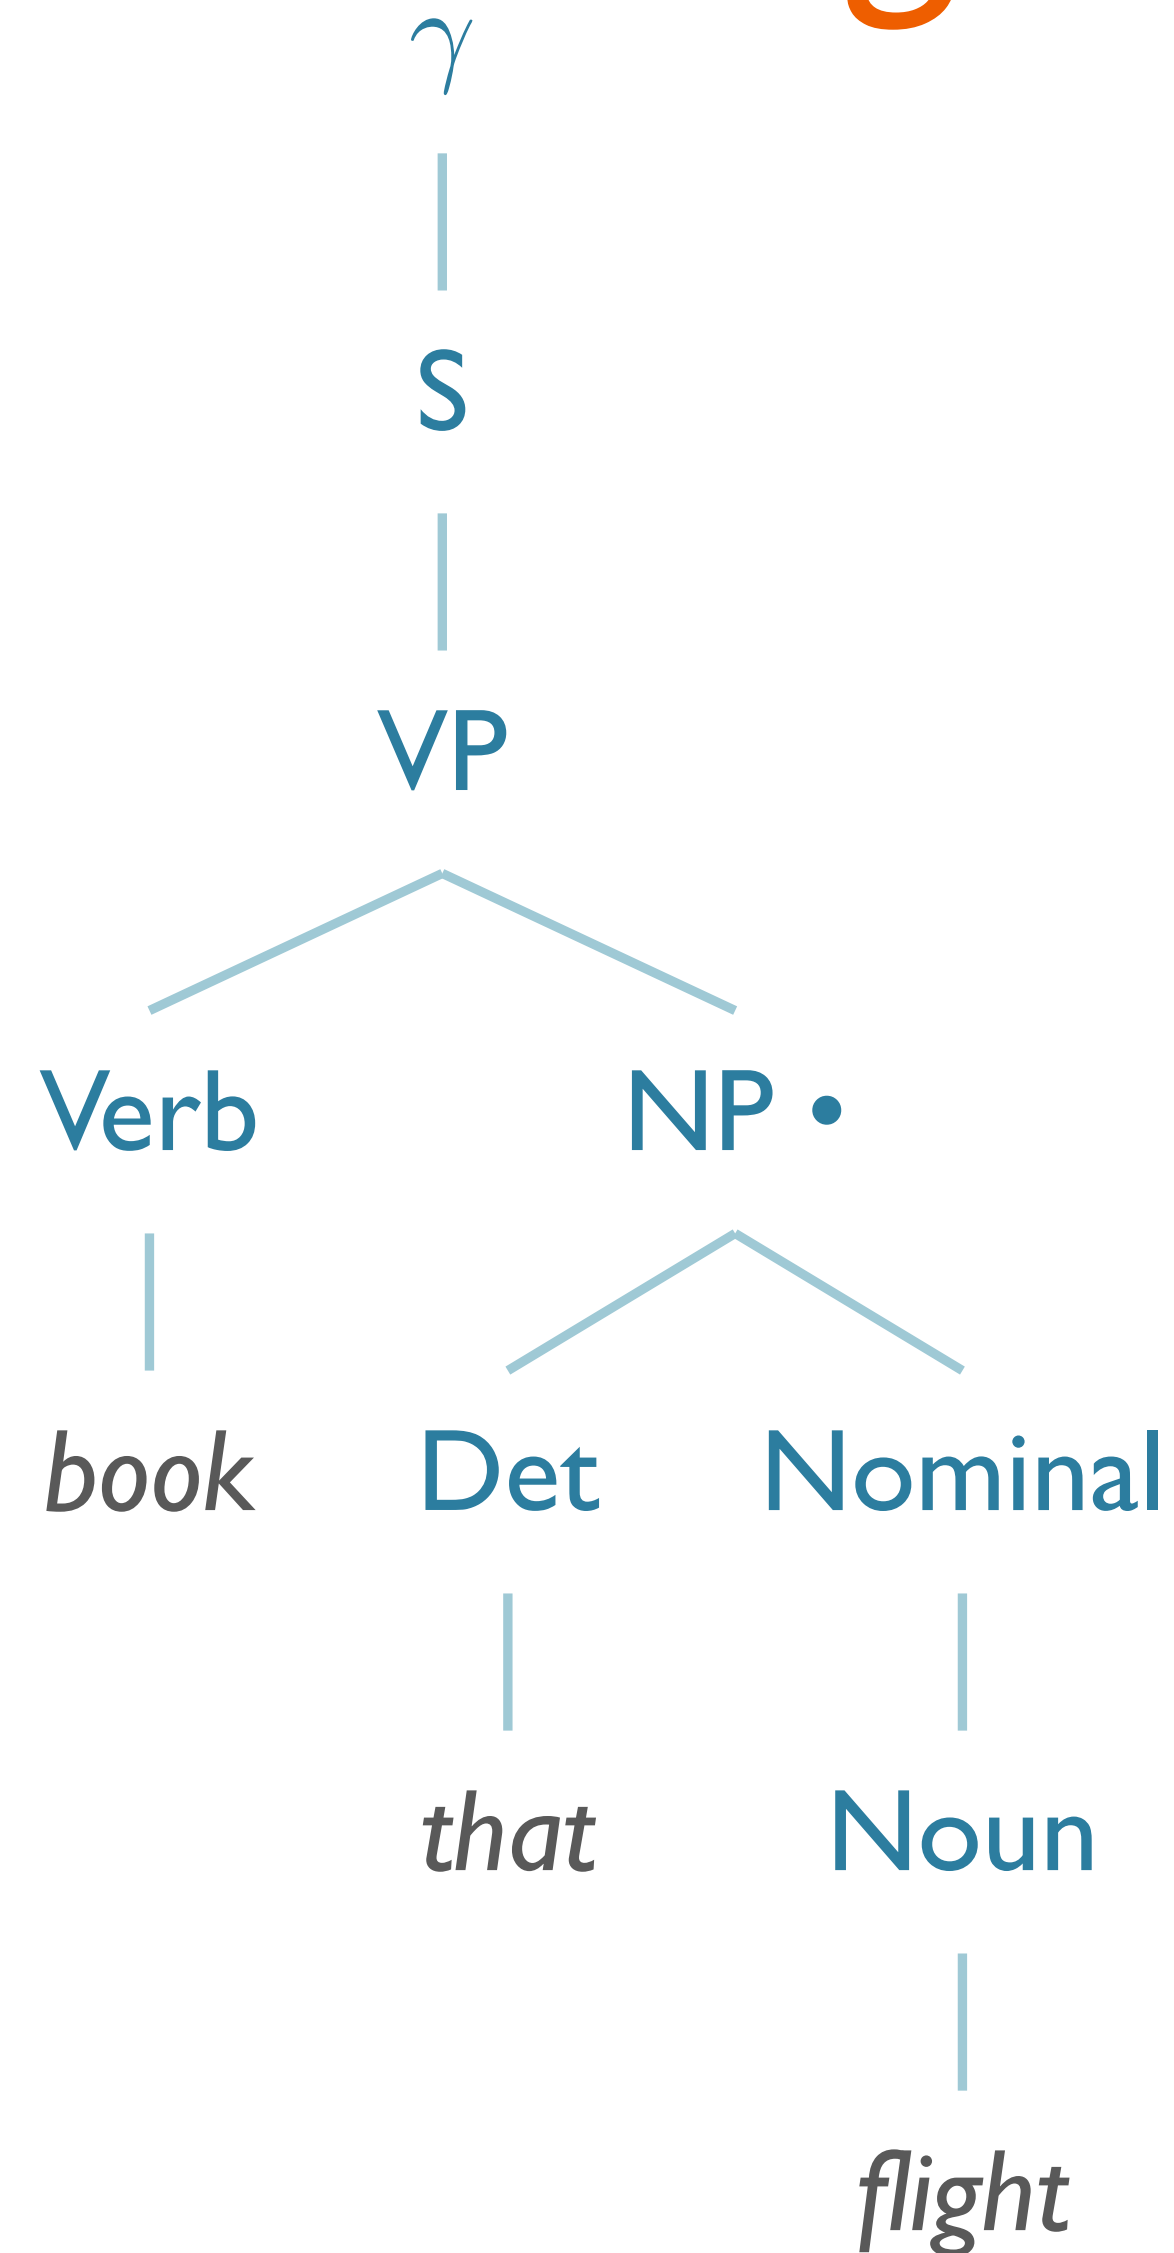 γ
S
VP
Verb NP •
book Det Nominal
that Noun
flight